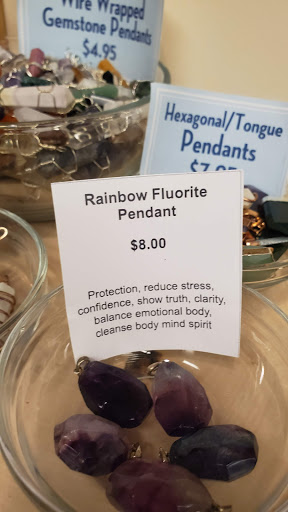 Wire Wrapped
Gemstone Pendants
$4.95
Hexagonal/Tongue
Pendants
Rainbow Fluorite
Pendant
$8.00
Protection, reduce stress,
confidence, show truth, clarity,
balance emotional body,
cleanse body mind spirit